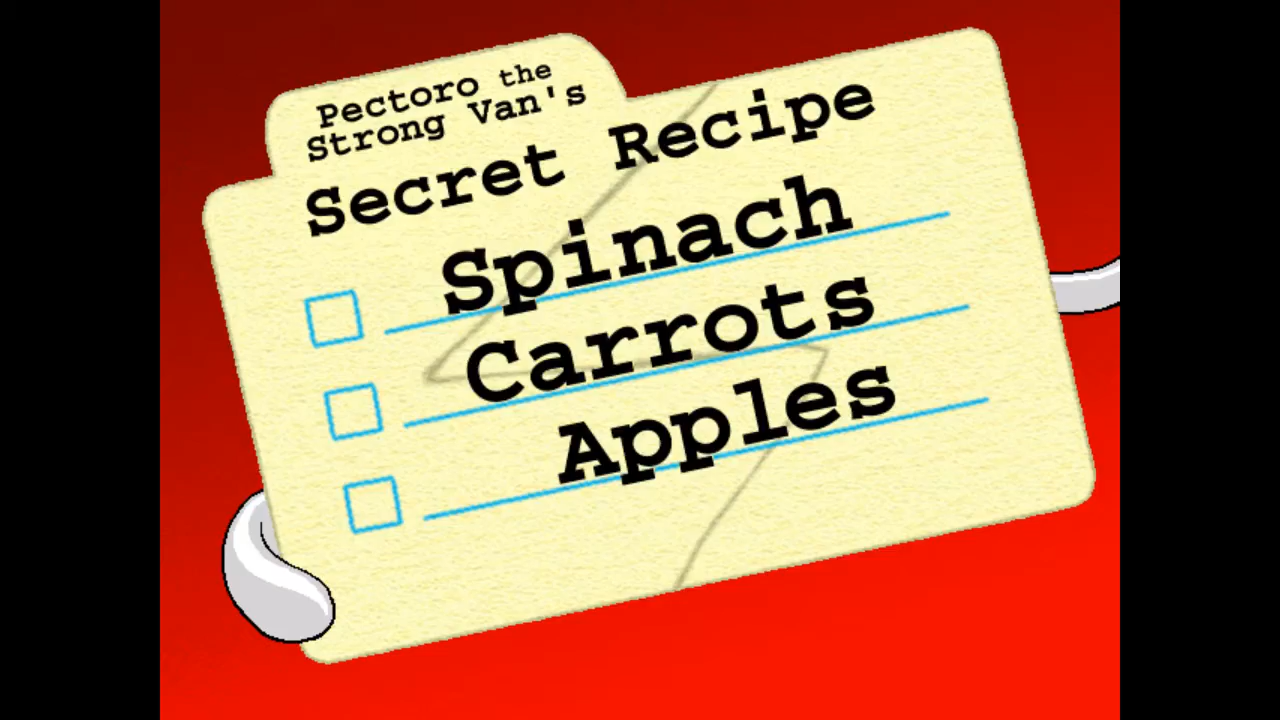 Pectoro the
Strong Van's
Secret Recipe
Spinach
Carrots
Apples